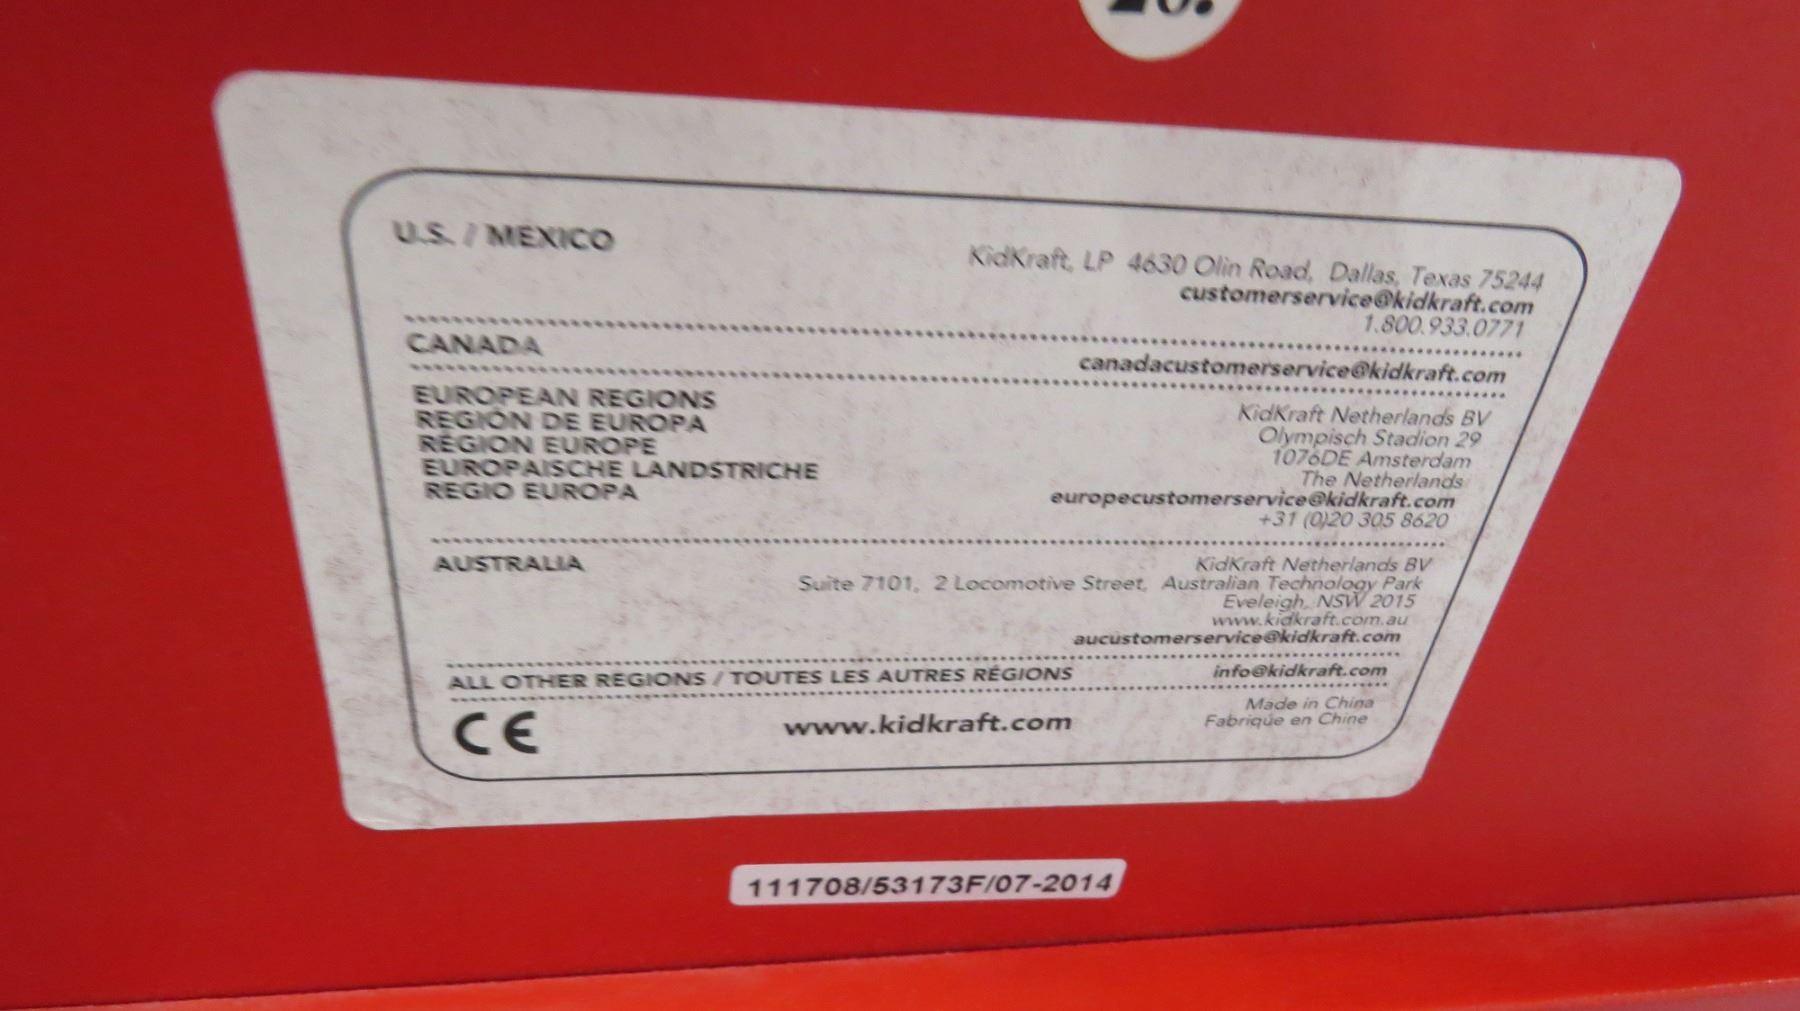 U.S. / MEXICO
KidKraft, LP 4630 Olin Road, Dallas, Texas 75244
customerservice@kidkraft.com
1.800.933.0771
CANADA
canadacustomerservice@kidkraft.com
EUROPEAN REGIONS
REGIÓN DE EUROPA
RÉGION EUROPE
EUROPAISCHE LANDSTRICHE
REGIO EUROPA
KidKraft Netherlands BV
Olympisch Stadion 29
1076DE Amsterdam
The Netherlands
europecustomerservice@kidkraft.com
+31 (0)20 305 8620
AUSTRALIA
KidKraft Netherlands BV
Suite 7101, 2 Locomotive Street, Australian Technology Park
Eveleigh, NSW 2015
www.kidkraft.com.au
aucustomerservice@kidkraft.com
ALL OTHER REGIONS / TOUTES LES AUTRES RÉGIONS
info@kidkraft.com
CE
www.kidkraft.com
Made in China
Fabriqúe en Chine
111708/53173F/07-2014